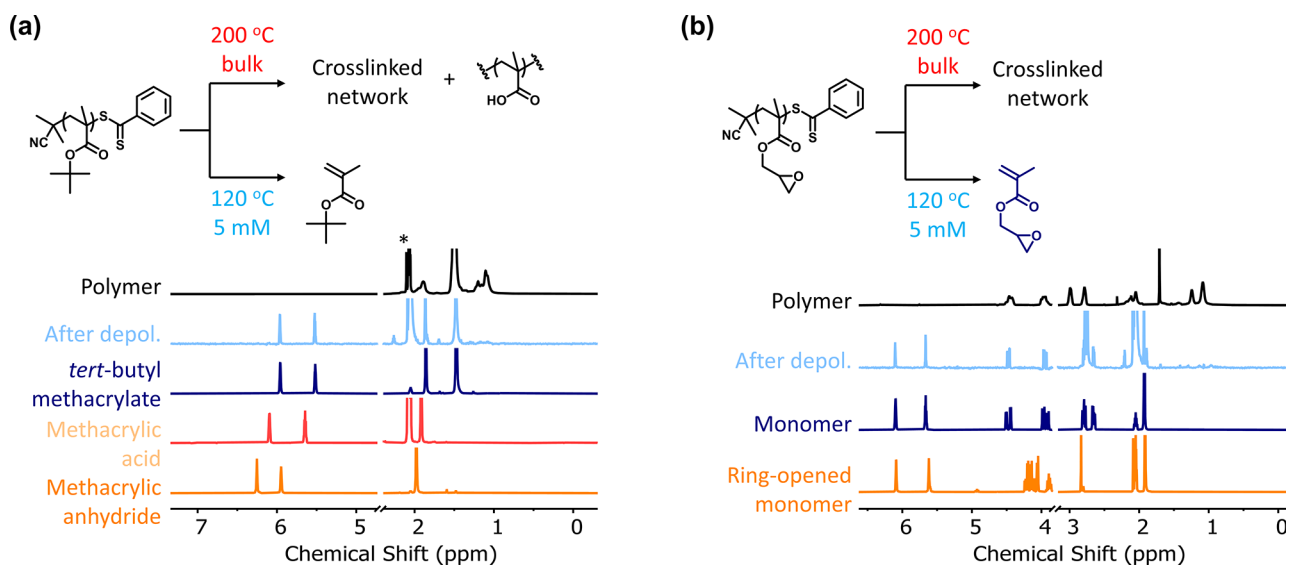 (a)
200 °C
bulk
Crosslinked
network
+
HO
O
NC
S
S
O
O
120 °C
5 mM
O
O
*
Polymer
After depol.
tert-butyl
methacrylate
Methacrylic
acid
Methacrylic
anhydride
7 6 5 2 1 0
Chemical Shift (ppm)
(b)
200 °C
bulk
Crosslinked
network
NC
S
S
O
O
O
120 °C
5 mM
O
O
O
Polymer
After depol.
Monomer
Ring-opened
monomer
6 5 4 3 2 1 0
Chemical Shift (ppm)